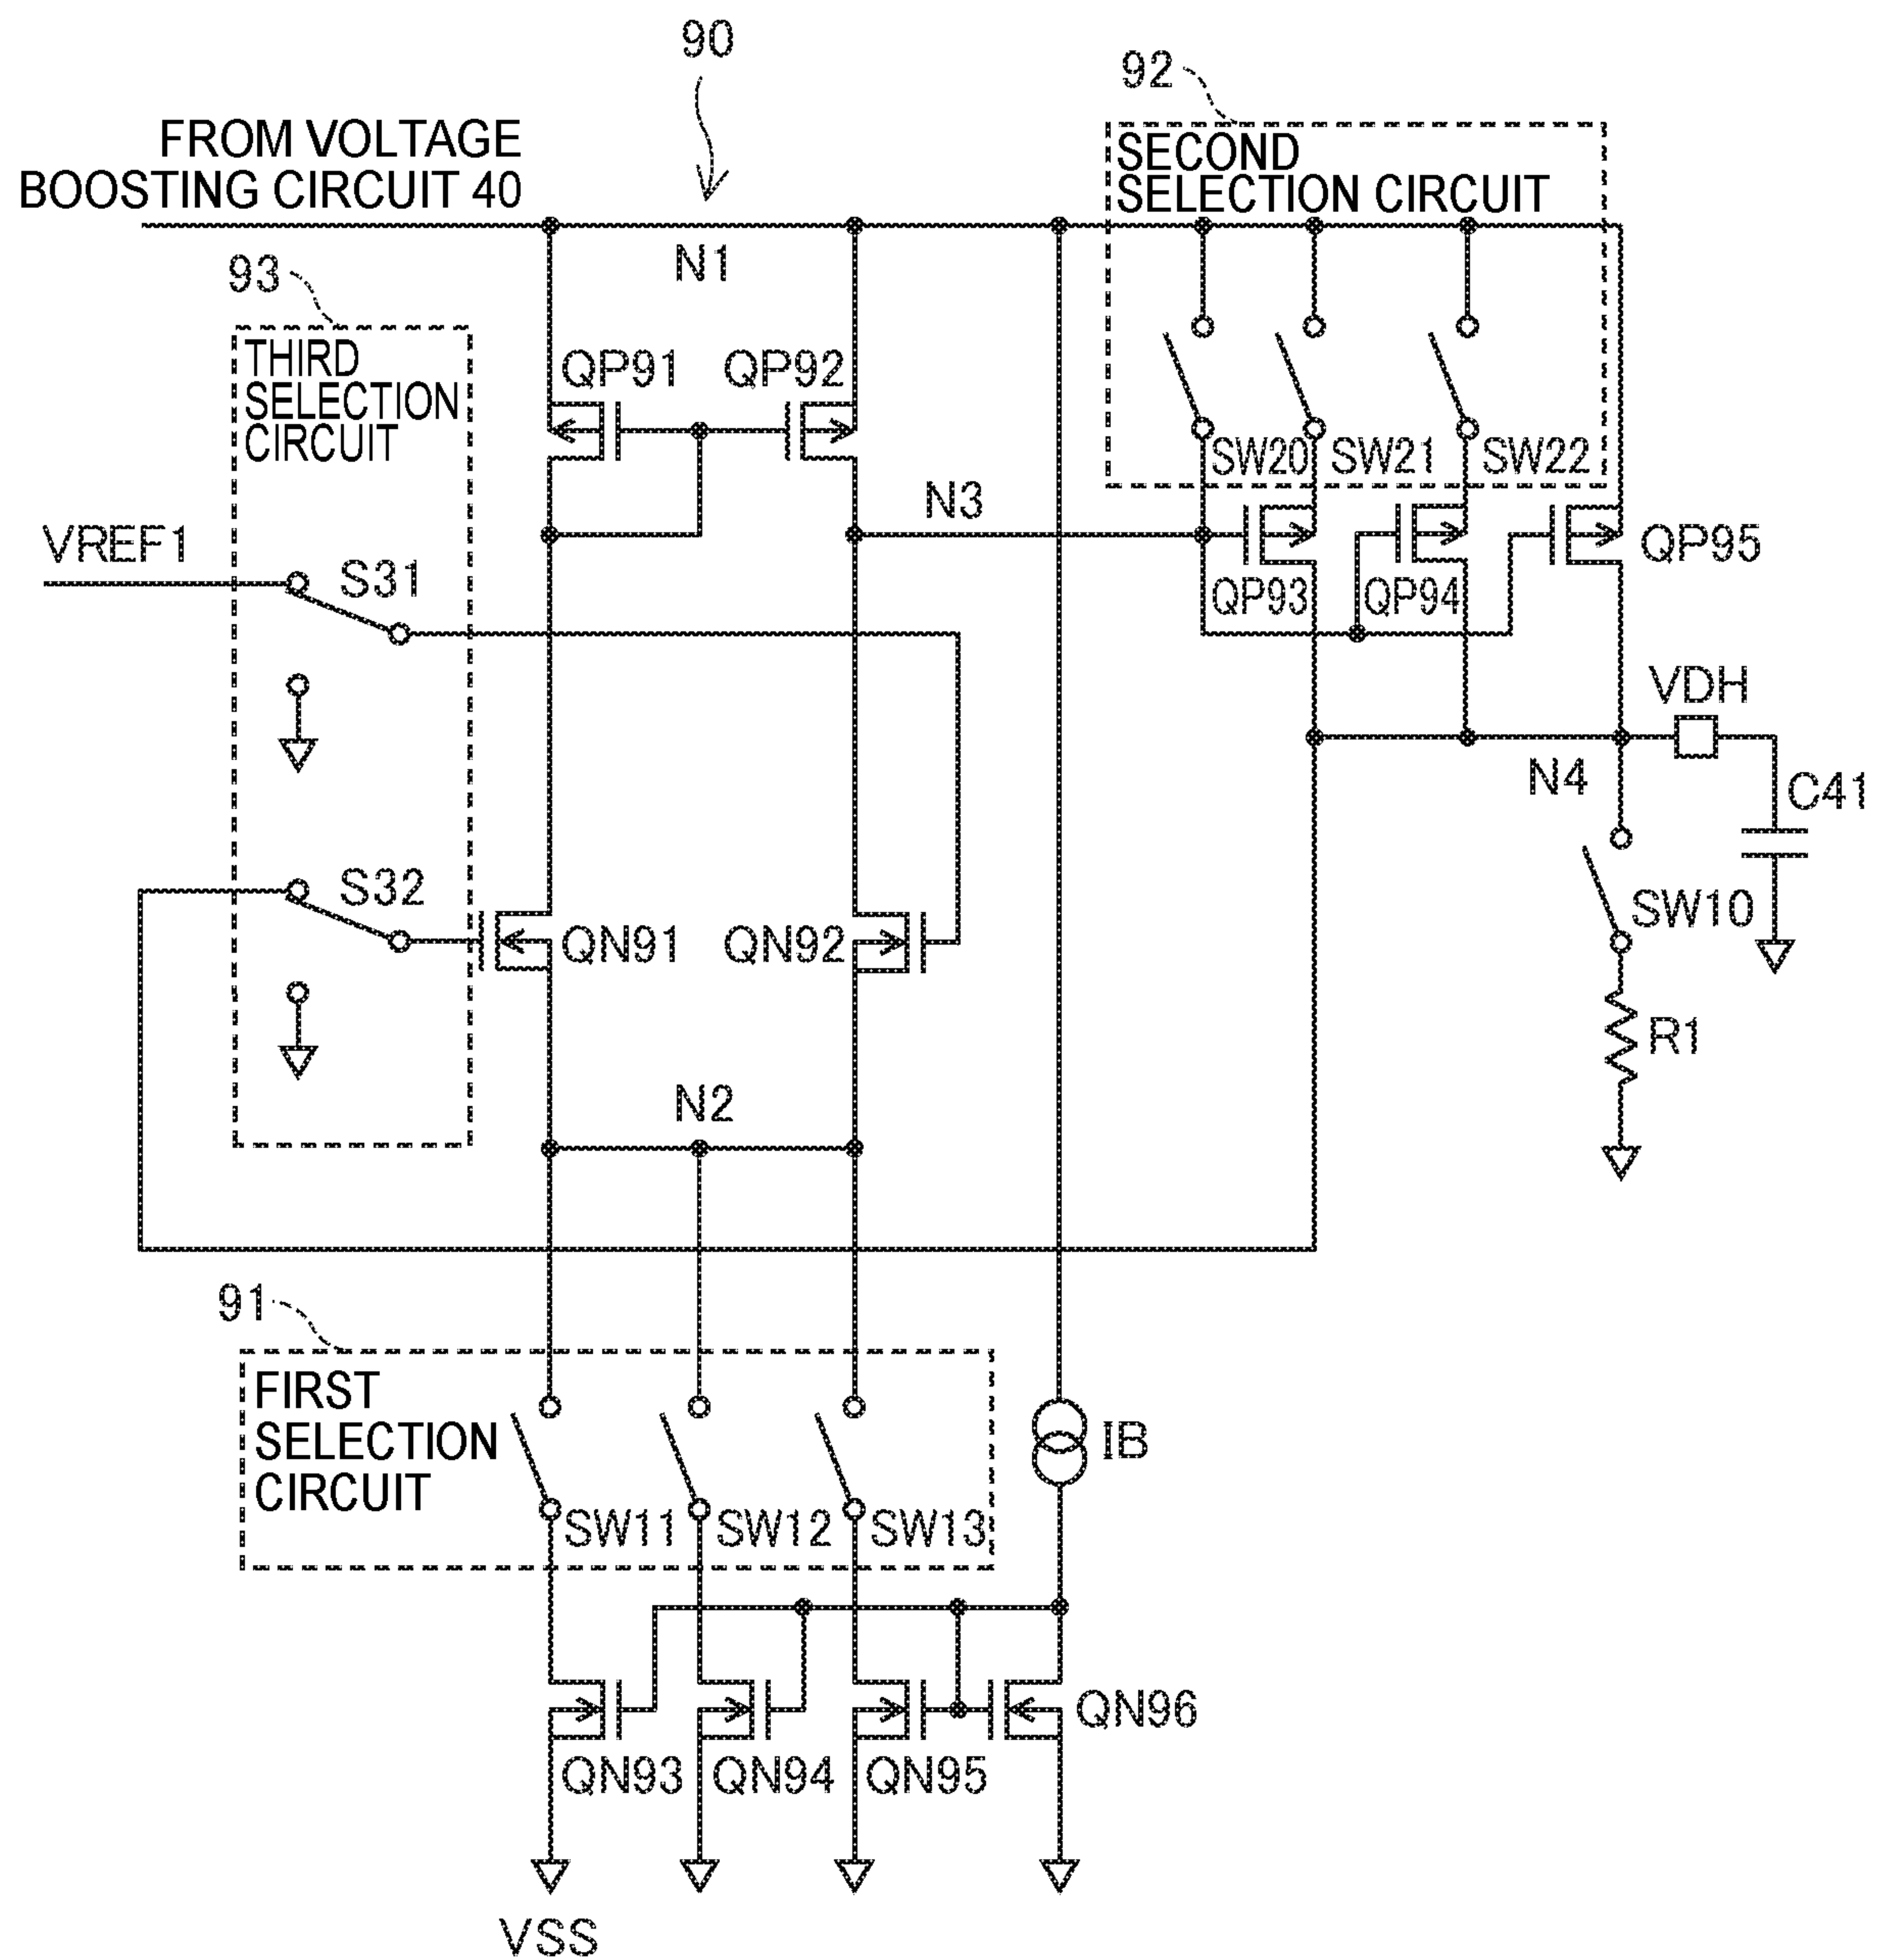 90
92
FROM VOLTAGE
BOOSTING CIRCUIT 40
SECOND
SELECTION CIRCUIT
N1
93
THIRD
SELECTION
CIRCUIT
QP91
QP92
SW20
SW21
SW22
N3
VREF1
S31
QP93
QP94
QP95
VDH
N4
C41
S32
QN91
QN92
SW10
R1
N2
91
FIRST
SELECTION
CIRCUIT
IB
SW11
SW12
SW13
QN96
QN93
QN94
QN95
VSS